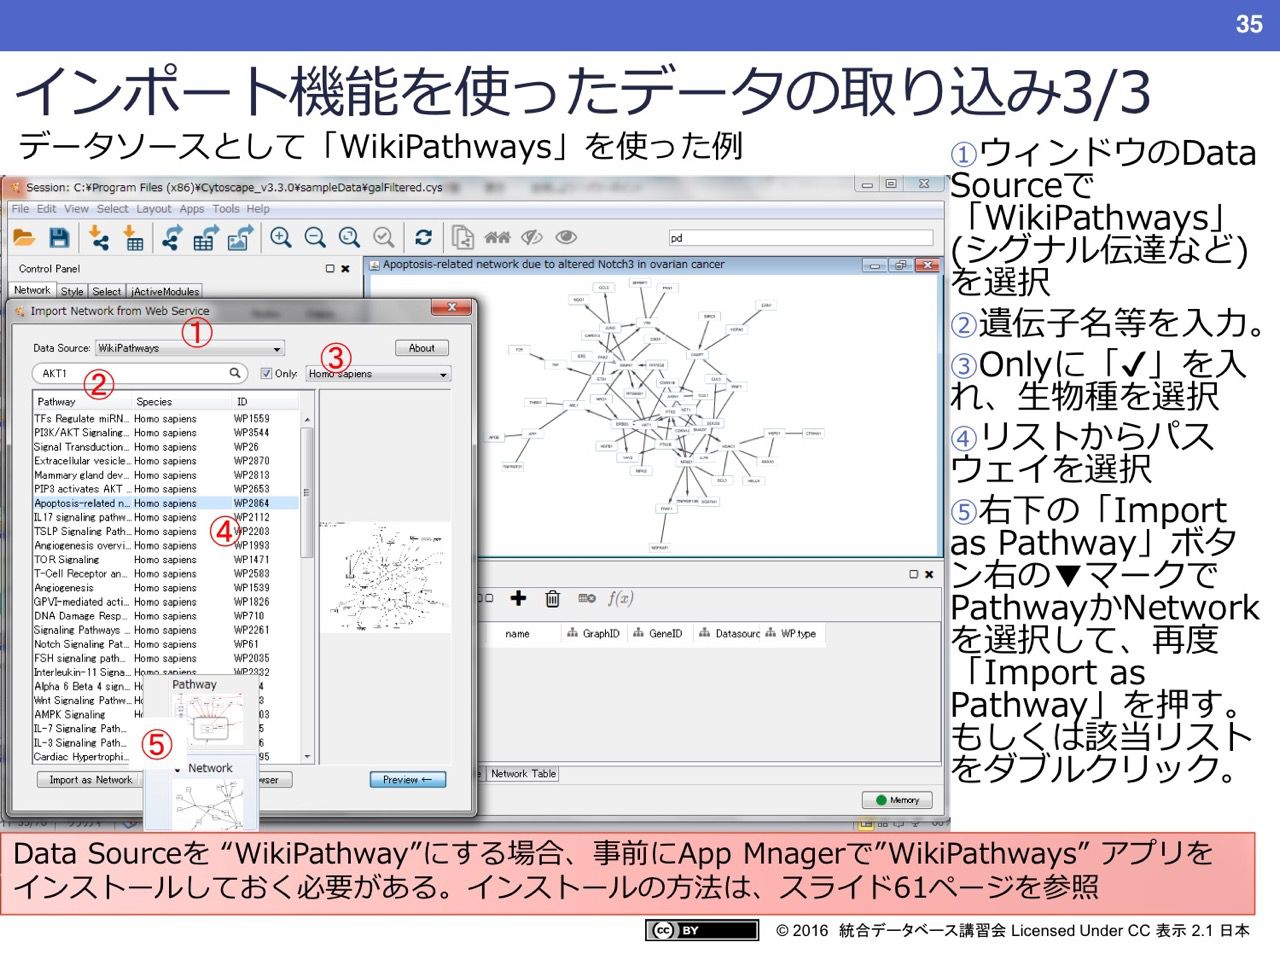 35
インポート機能を使ったデータの取り込み3/3
データソースとして「WikiPathways」を使った例
①ウィンドウのData
Sourceで
「WikiPathways」
(シグナル伝達など)
を選択
②遺伝子名等を入力。
③Onlyに「✔」を入
れ、生物種を選択
④リストからパス
ウェイを選択
⑤右下の「Import
as Pathway」ボタ
ン右の▼マークで
PathwayかNetwork
を選択して、再度
「Import as
Pathway」を押す。
もしくは該当リスト
をダブルクリック。
Session: C:¥Program Files (x86)¥Cytoscape_v3.3.0¥sampleData¥galFiltered.cys
File Edit View Select Layout Apps Tools Help
pd
Control Panel
Network Style Select jActiveModules
Apoptosis-related network due to altered Notch3 in ovarian cancer
Import Network from Web Service
①
Data Source: WikiPathways
About
AKT1
②
Only:
③
Homo sapiens
Pathway Species ID
TFs Regulate miRN... Homo sapiens WP1559
PI3K/AKT Signaling... Homo sapiens WP3544
Signal Transduction... Homo sapiens WP26
Extracellular vesicle... Homo sapiens WP2870
Mammary gland dev... Homo sapiens WP2813
PIP3 activates AKT ... Homo sapiens WP2653
Apoptosis-related n... Homo sapiens WP2864
IL17 signaling pathw... Homo sapiens WP2112
TSLP Signaling Path... Homo sapiens WP2203
④
Angiogenesis overvi... Homo sapiens WP1993
TOR Signaling Homo sapiens WP1471
T-Cell Receptor an... Homo sapiens WP2583
Angiogenesis Homo sapiens WP1539
GPVI-mediated acti... Homo sapiens WP1826
DNA Damage Resp... Homo sapiens WP710
Signaling Pathways ... Homo sapiens WP2261
Notch Signaling Pat... Homo sapiens WP61
FSH signaling path... Homo sapiens WP2035
Interleukin-11 Signa... Homo sapiens WP2332
Alpha 6 Beta 4 sign...
Wnt Signaling Pathw...
AMPK Signaling
IL-7 Signaling Path...
IL-3 Signaling Path...
Cardiac Hypertrophi...
Pathway
⑤
Network
Import as Network
Preview ←
name GraphID GeneID Datasourc WP.type
f(x)
Network Table
Memory
Data Sourceを “WikiPathway”にする場合、事前にApp Mnagerで”WikiPathways” アプリを
インストールしておく必要がある。インストールの方法は、スライド61ページを参照
cc BY
© 2016 統合データベース講習会 Licensed Under CC 表示 2.1 日本